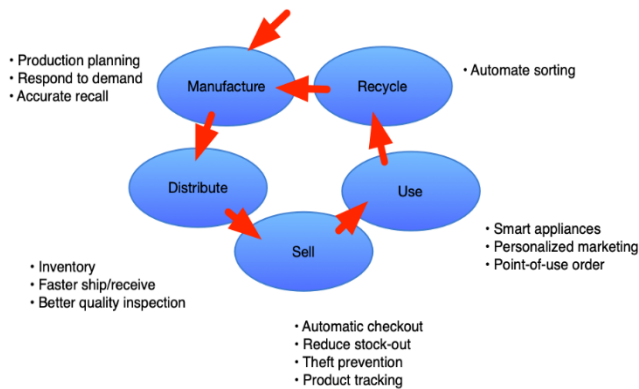 • Production planning
• Respond to demand
• Accurate recall
Manufacture
Recycle
• Automate sorting
Distribute
Use
Sell
• Smart appliances
• Personalized marketing
• Point-of-use order
• Inventory
• Faster ship/receive
• Better quality inspection
• Automatic checkout
• Reduce stock-out
• Theft prevention
• Product tracking